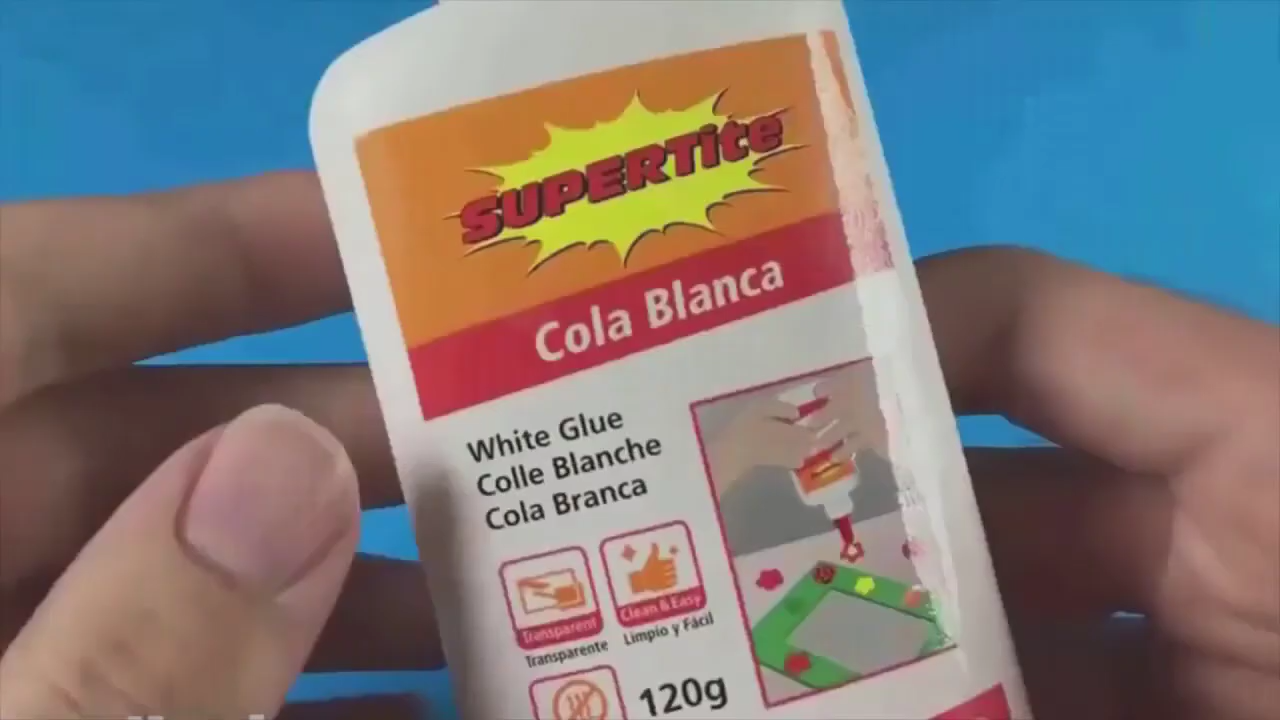 SUPERTite
Cola Blanca
White Glue
Colle Blanche
Cola Branca
Transparent
Clean & Easy
Transparente
Limpio y Fácil
120g